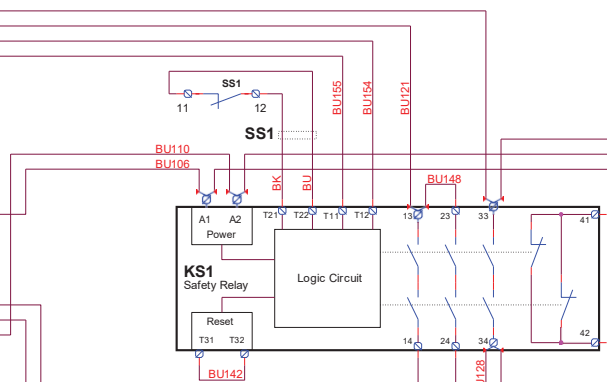 SS1
11 12
BU155
BU154
BU121
SS1
BU110
BU106
BK
BU
BU148
A1 A2 T21 T22 T11 T12 13 23 33 41
Power
KS1
Safety Relay
Logic Circuit
Reset
T31 T32 14 24 34 42
BU142
BU128